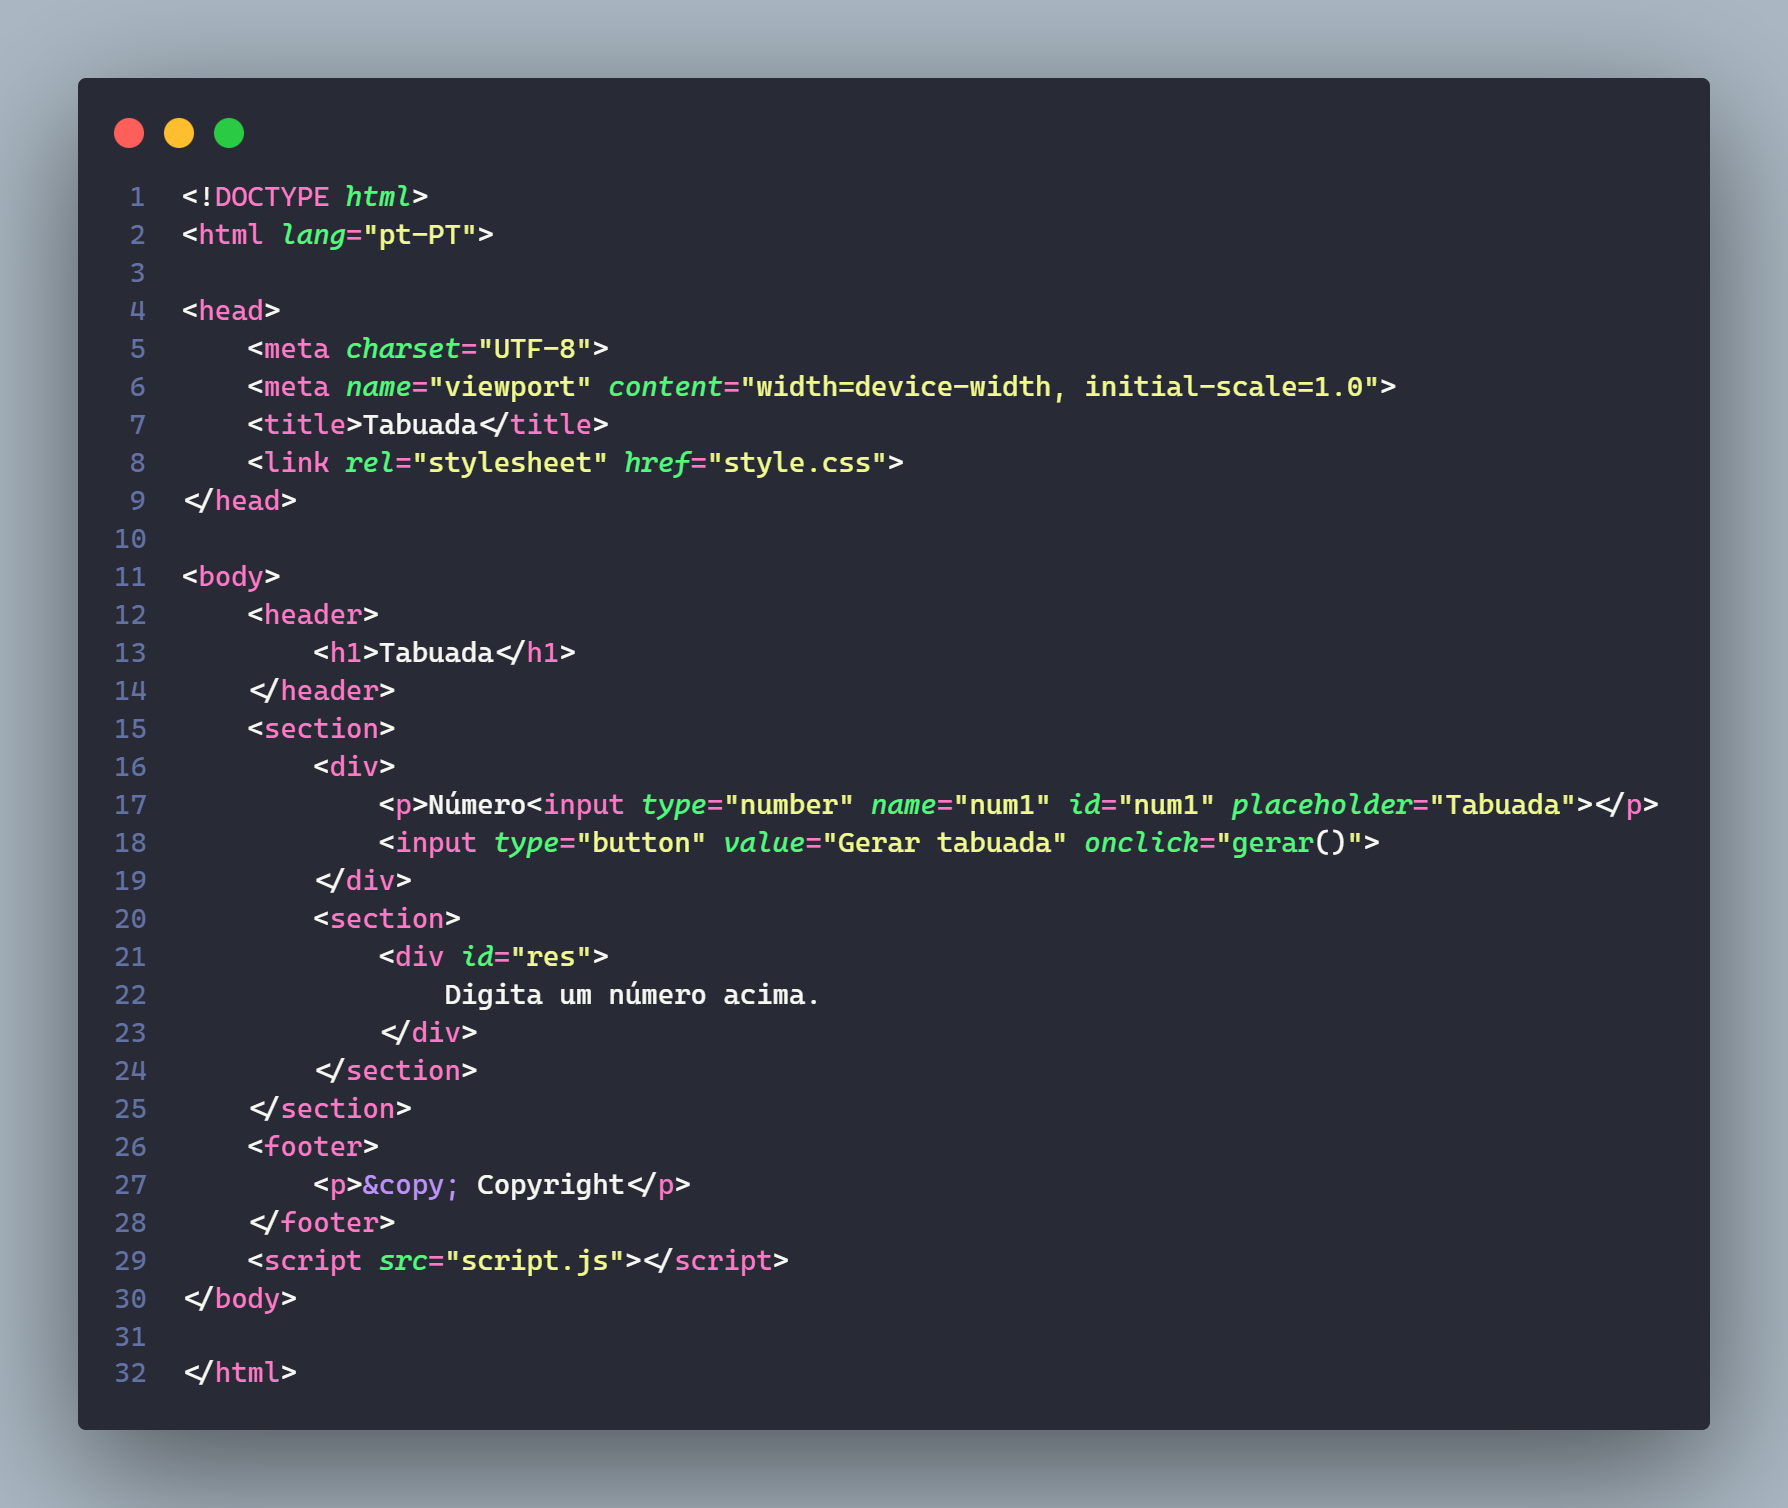 1 <!DOCTYPE html>
2 <html lang="pt-PT">
3
4 <head>
5     <meta charset="UTF-8">
6     <meta name="viewport" content="width=device-width, initial-scale=1.0">
7     <title>Tabuada</title>
8     <link rel="stylesheet" href="style.css">
9 </head>
10
11 <body>
12     <header>
13         <h1>Tabuada</h1>
14     </header>
15     <section>
16         <div>
17             <p>Número<input type="number" name="num1" id="num1" placeholder="Tabuada"></p>
18             <input type="button" value="Gerar tabuada" onclick="gerar()">
19         </div>
20         <section>
21             <div id="res">
22                 Digita um número acima.
23             </div>
24         </section>
25     </section>
26     <footer>
27         <p>&copy; Copyright</p>
28     </footer>
29     <script src="script.js"></script>
30 </body>
31
32 </html>